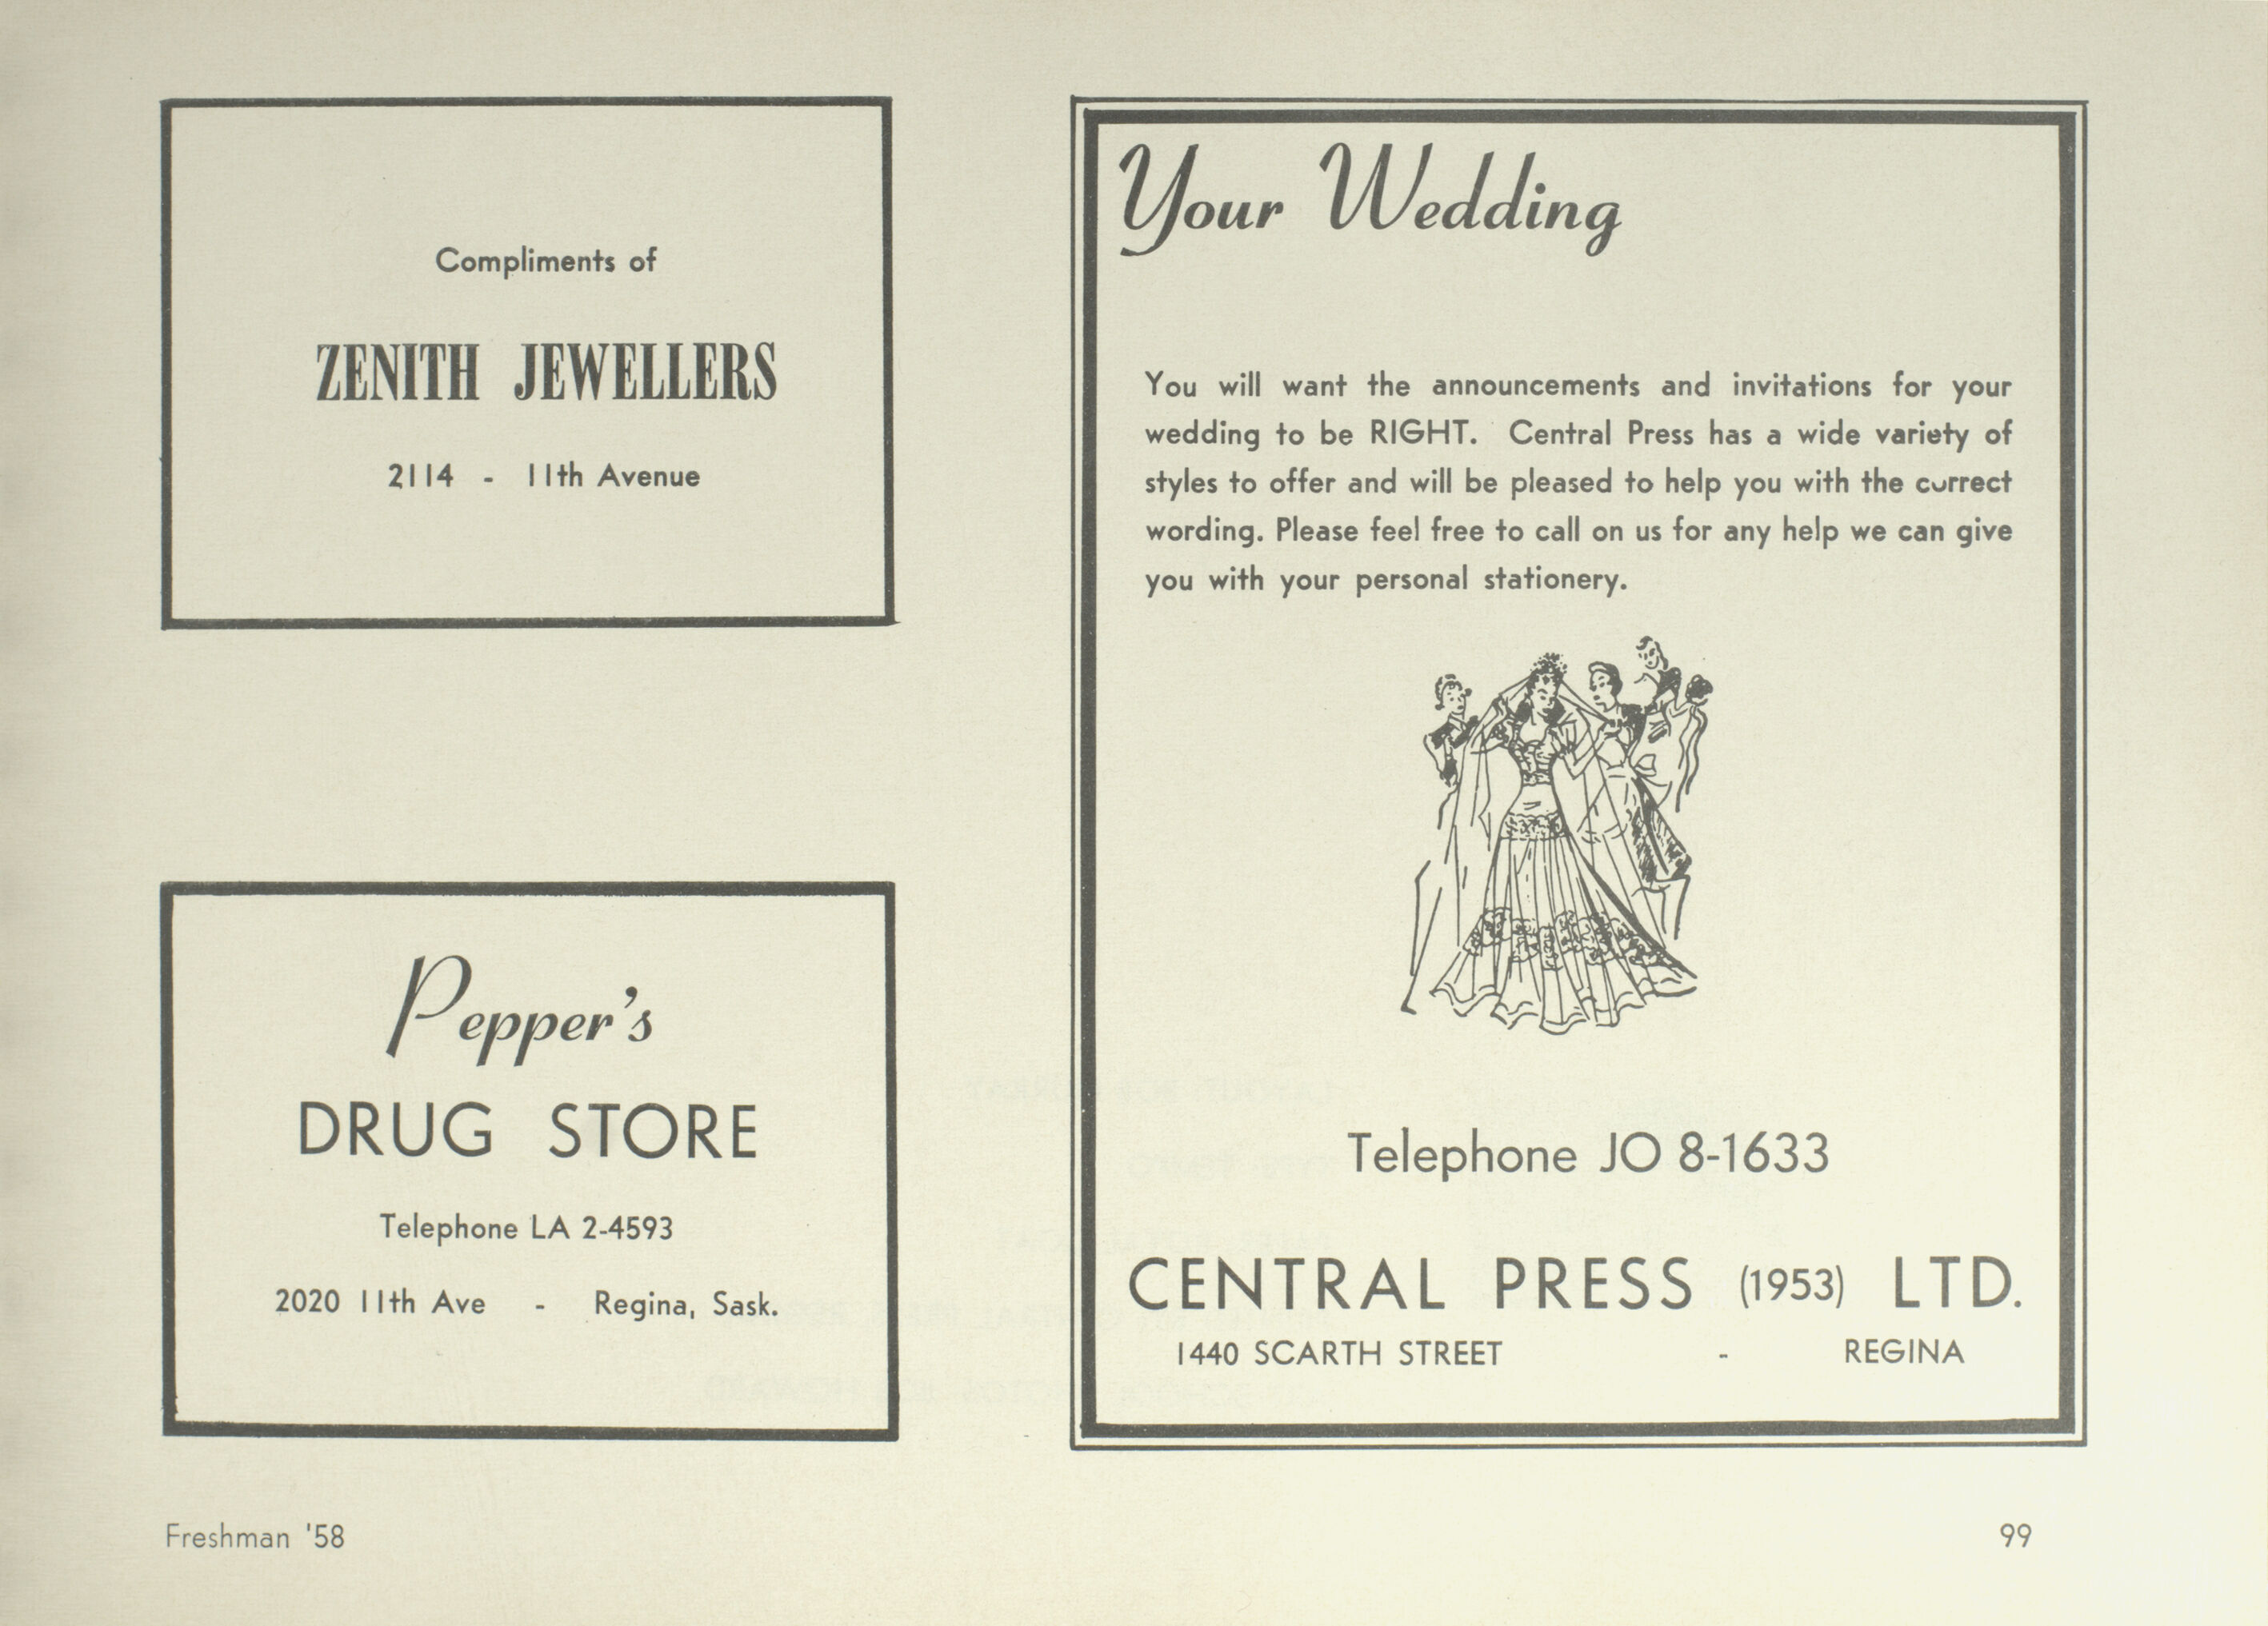 Compliments of
ZENITH JEWELLERS
2114 - 11th Avenue
Pepper's
DRUG STORE
Telephone LA 2-4593
2020 11th Ave - Regina, Sask.
Your Wedding
You will want the announcements and invitations for your
wedding to be RIGHT. Central Press has a wide variety of
styles to offer and will be pleased to help you with the correct
wording. Please feel free to call on us for any help we can give
you with your personal stationery.
Telephone JO 8-1633
CENTRAL PRESS (1953) LTD.
1440 SCARTH STREET - REGINA
Freshman '58
99